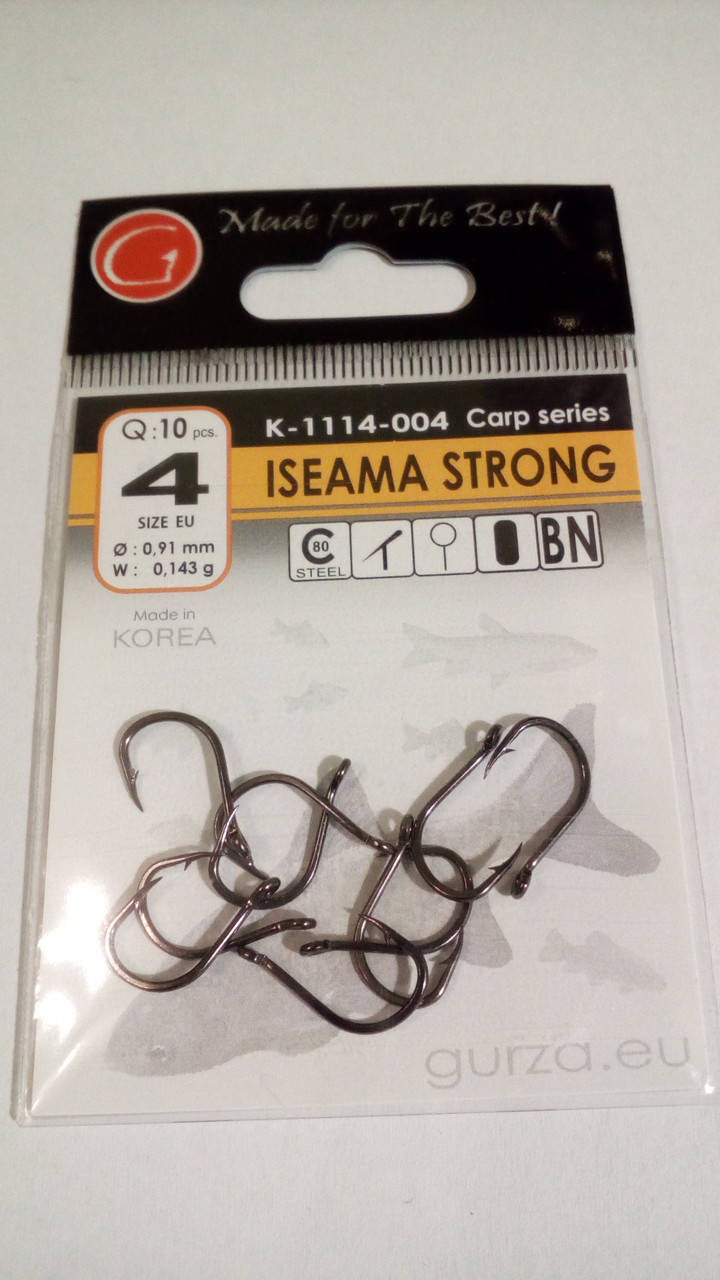 Made for The Best!
Q:10 pcs.
4
SIZE EU
Ø : 0,91 mm
W : 0,143 g
K-1114-004 Carp series
ISEAMA STRONG
C 80
STEEL
BN
Made in
KOREA
gurza.eu